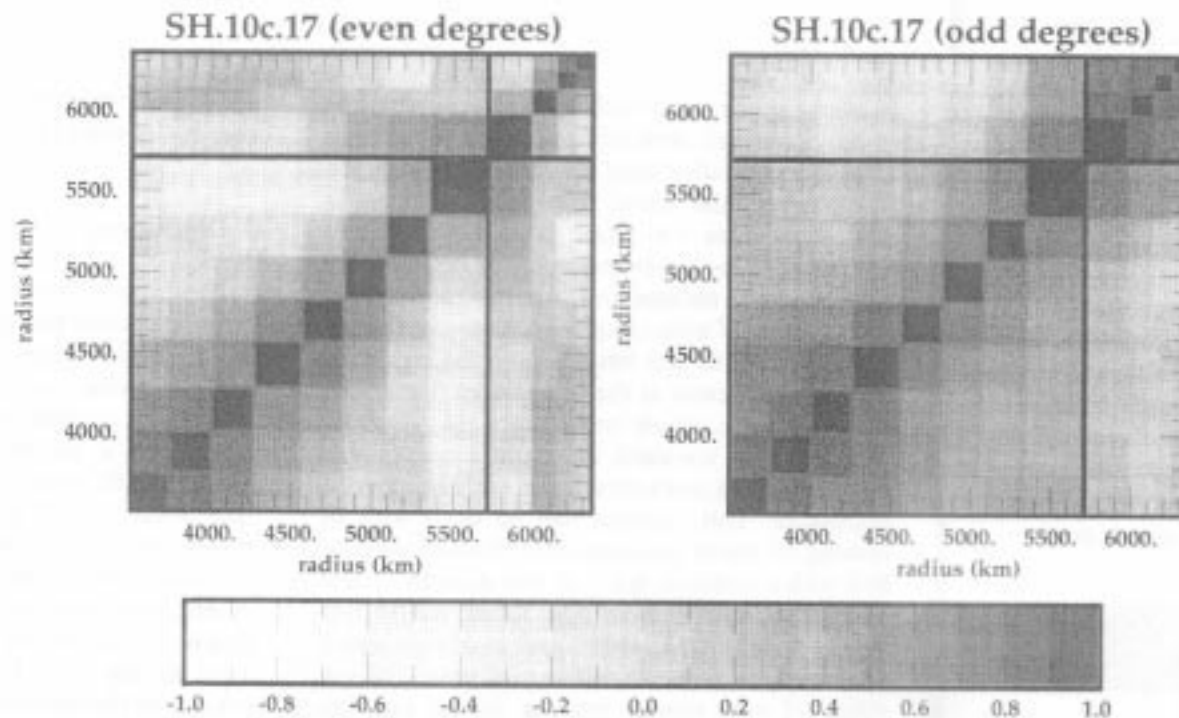 SH.10c.17 (even degrees)
SH.10c.17 (odd degrees)
6000.
5500.
5000.
4500.
4000.
radius (km)
4000. 4500. 5000. 5500. 6000.
radius (km)
6000.
5500.
5000.
4500.
4000.
radius (km)
4000. 4500. 5000. 5500. 6000.
radius (km)
-1.0 -0.8 -0.6 -0.4 -0.2 0.0 0.2 0.4 0.6 0.8 1.0